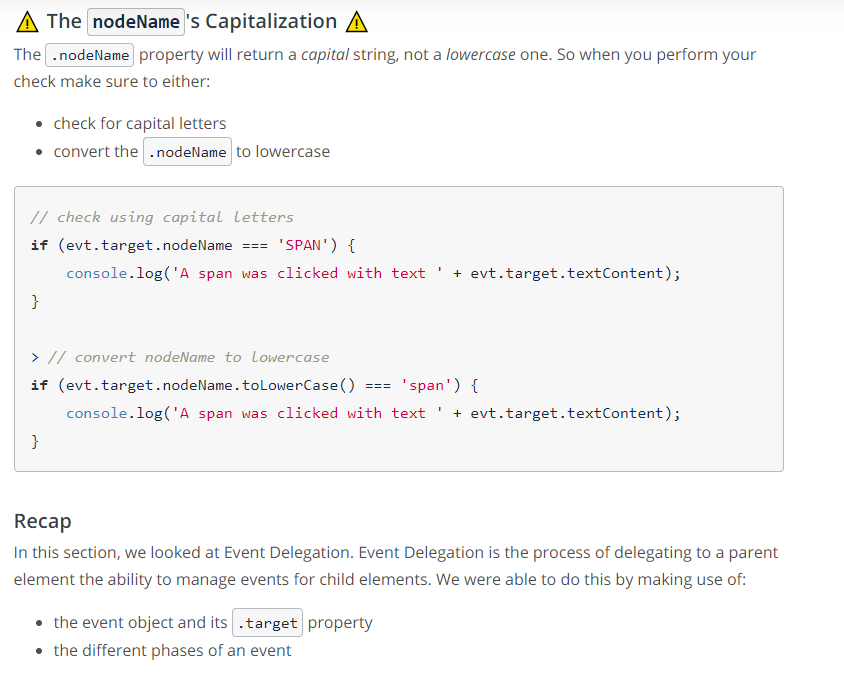 ⚠️ The nodeName's Capitalization ⚠️
The .nodeName property will return a capital string, not a lowercase one. So when you perform your
check make sure to either:
• check for capital letters
• convert the .nodeName to lowercase
// check using capital letters
if (evt.target.nodeName === 'SPAN') {
    console.log('A span was clicked with text ' + evt.target.textContent);
}
> // convert nodeName to lowercase
if (evt.target.nodeName.toLowerCase() === 'span') {
    console.log('A span was clicked with text ' + evt.target.textContent);
}
Recap
In this section, we looked at Event Delegation. Event Delegation is the process of delegating to a parent
element the ability to manage events for child elements. We were able to do this by making use of:
• the event object and its .target property
• the different phases of an event